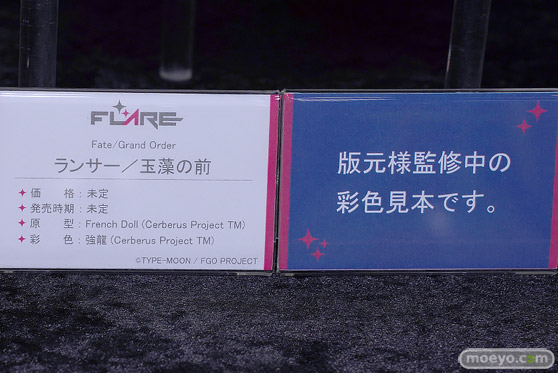 FLARE
Fate/Grand Order
ランサー／玉藻の前
価　格：未定
発売時期：未定
原　型：French Doll (Cerberus Project TM)
彩　色：強龍 (Cerberus Project TM)
©TYPE-MOON / FGO PROJECT
版元様監修中の
彩色見本です。
moeyo.com